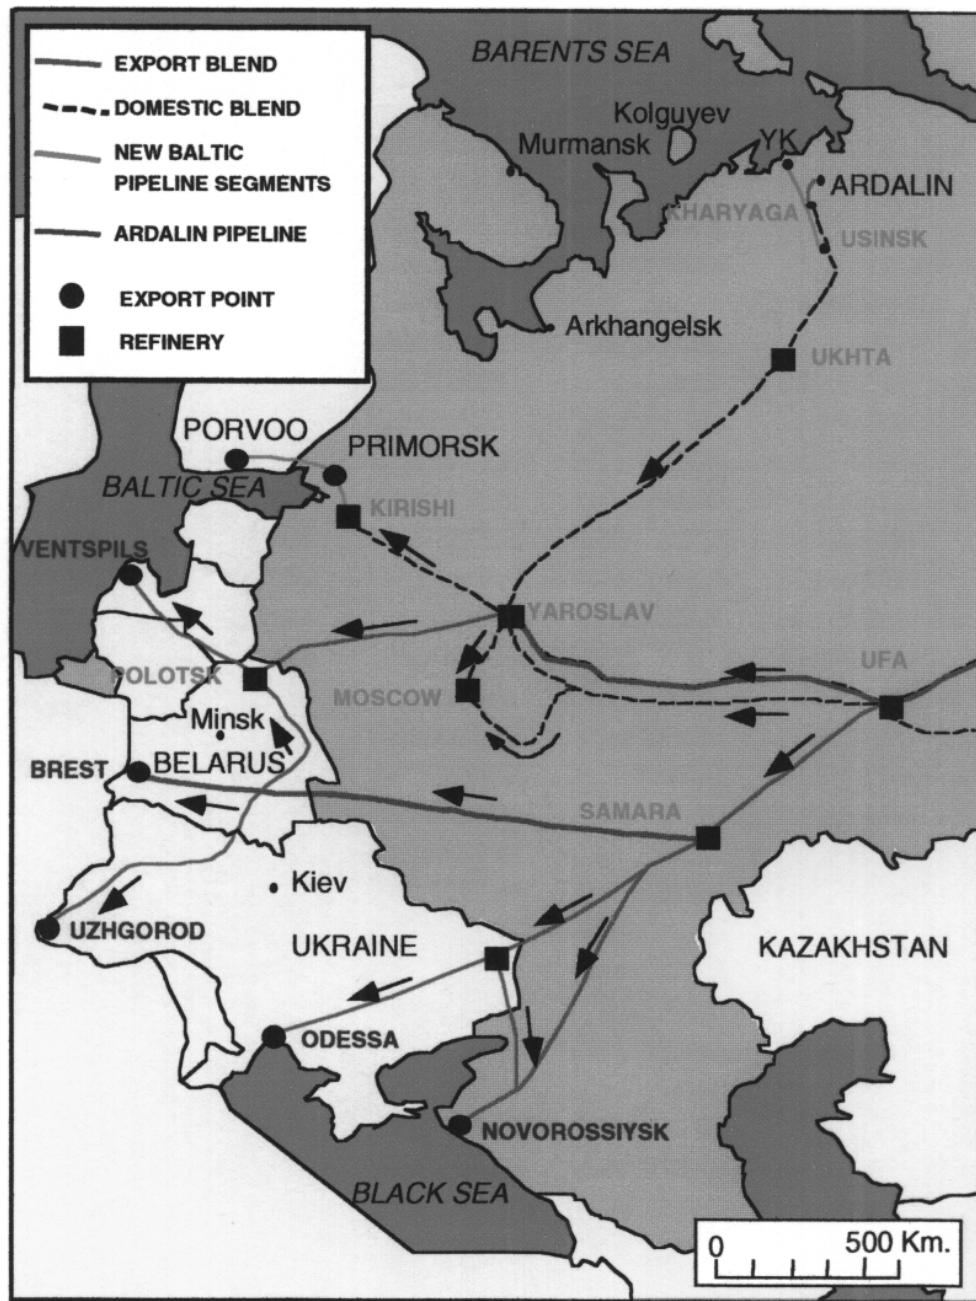 EXPORT BLEND
DOMESTIC BLEND
NEW BALTIC
PIPELINE SEGMENTS
ARDALIN PIPELINE
EXPORT POINT
REFINERY
BARENTS SEA
Kolguyev
Murmansk
YK
ARDALIN
KHARYAGA
USINSK
Arkhangelsk
UKHTA
PORVOO
PRIMORSK
BALTIC SEA
KIRISHI
VENTSPILS
YAROSLAV
UFA
POLOTSK
MOSCOW
Minsk
BREST
BELARUS
SAMARA
Kiev
UZHGOROD
UKRAINE
KAZAKHSTAN
ODESSA
NOVOROSSIYSK
BLACK SEA
0 500 Km.